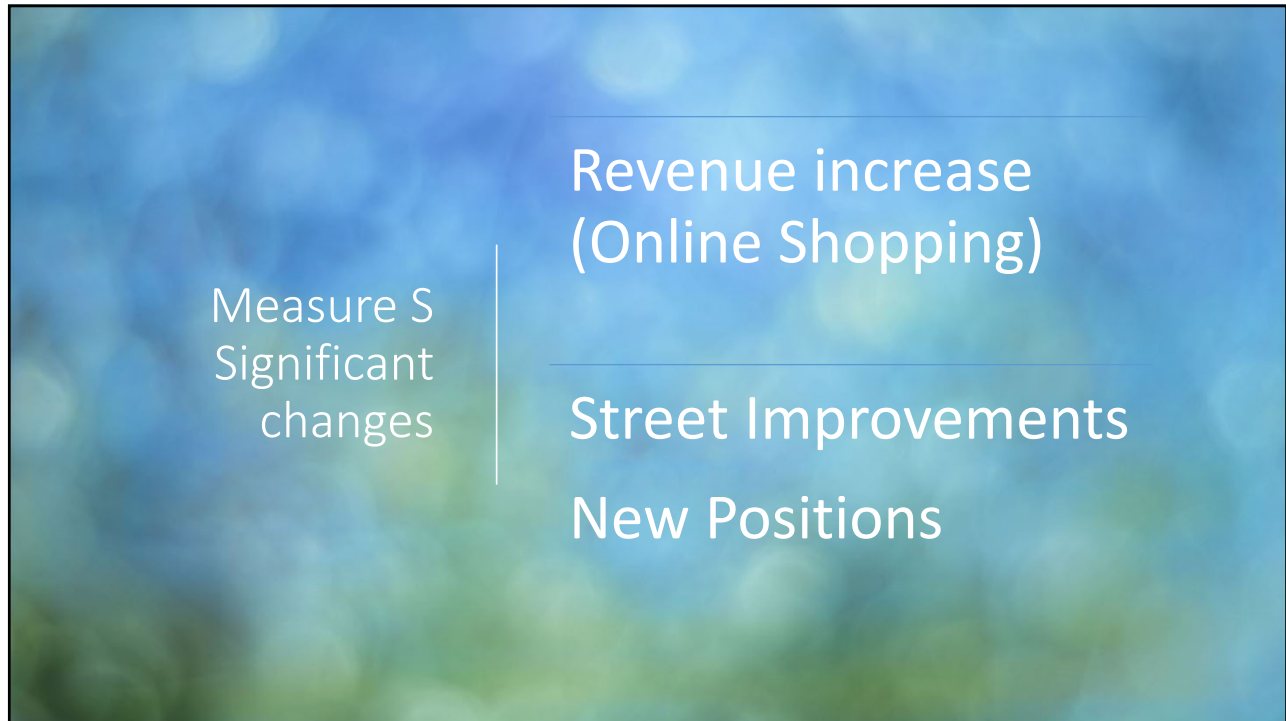 Measure S
Significant
changes
Revenue increase
(Online Shopping)
Street Improvements
New Positions